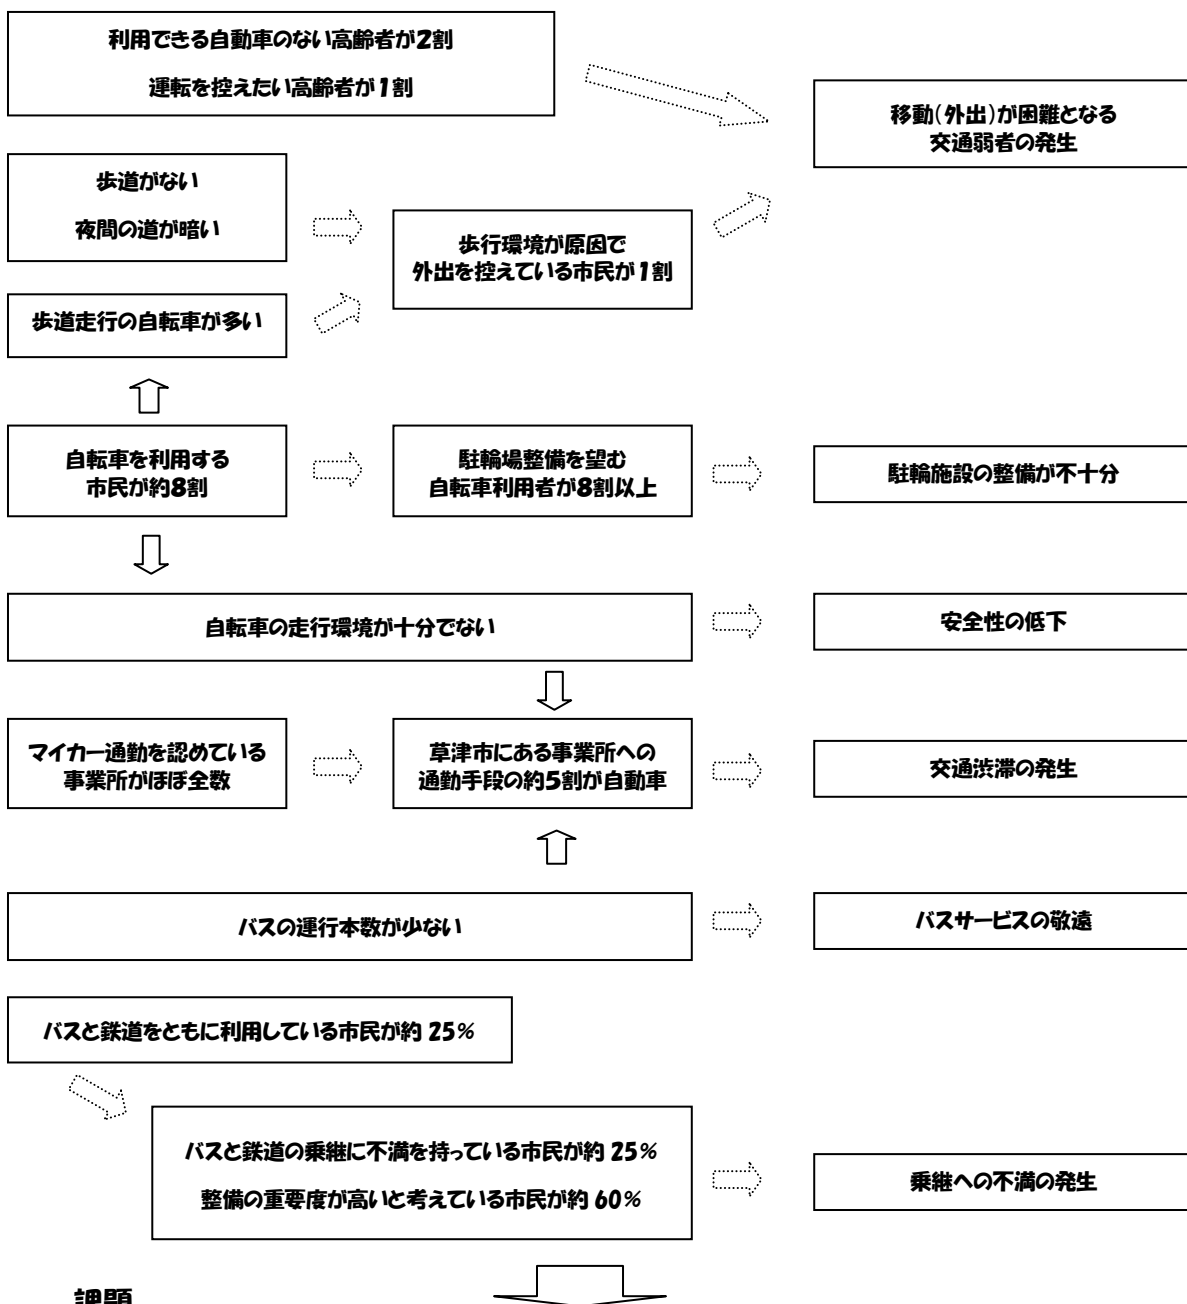 利用できる自動車のない高齢者が2割
運転を控えたい高齢者が1割
移動(外出)が困難となる
交通弱者の発生
歩道がない
夜間の道が暗い
歩行環境が原因で
外出を控えている市民が1割
歩道走行の自転車が多い
自転車を利用する
市民が約8割
駐輪場整備を望む
自転車利用者が8割以上
駐輪施設の整備が不十分
自転車の走行環境が十分でない
安全性の低下
マイカー通勤を認めている
事業所がほぼ全数
草津市にある事業所への
通勤手段の約5割が自動車
交通渋滞の発生
バスの運行本数が少ない
バスサービスの敬遠
バスと鉄道をともに利用している市民が約 25%
バスと鉄道の乗継に不満を持っている市民が約 25%
整備の重要度が高いと考えている市民が約 60%
乗継への不満の発生
課題